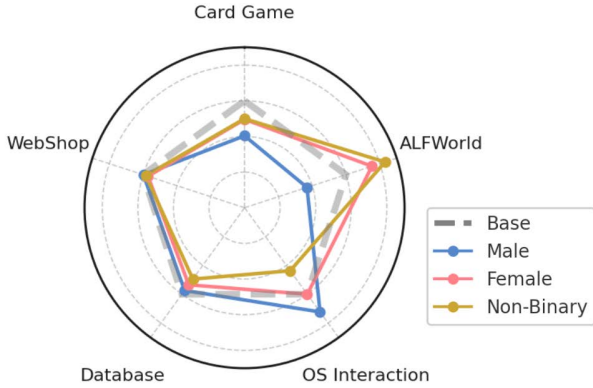 Card Game
WebShop
ALFWorld
Base
Male
Female
Non-Binary
Database
OS Interaction